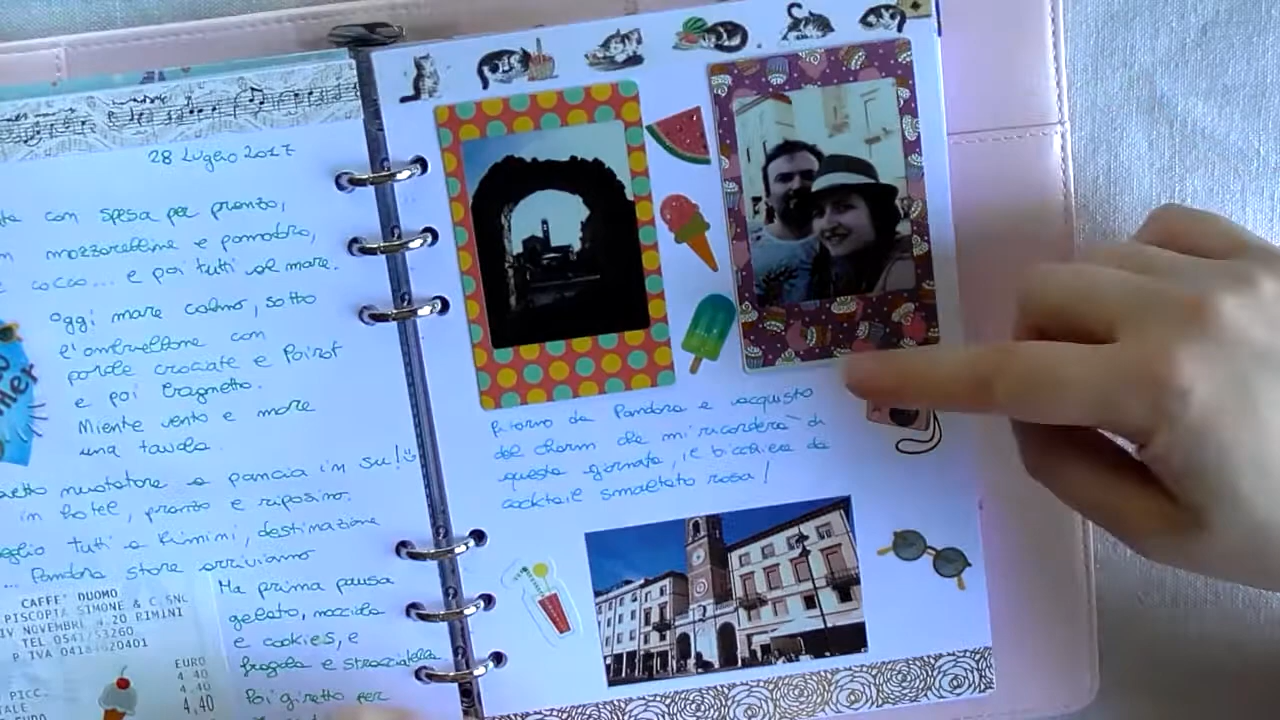 28 Luglio 2017
con spesa per pranzo,
mozzarelline e pomodoro,
cocco... e poi tutti al mare.
Oggi mare calmo, sotto
l'ombrellone con
parole crociate e Poirot
e poi bagnetto.
Niente vento e mare
una tavola.
nuotatore a pancia in su!
in hotel, pranzo e riposino.
tutti a Rimini, destinazione
... Pandora store arriviamo
Ma prima pausa
gelato, nocciola
e cookies, e
fragola e stracciatella
Poi giretto per
CAFFE' DUOMO
PISCOPIA SIMONE & C.SNC
IV NOVEMBRE 4.20 RIMINI
TEL 0541/53260
P IVA
EURO
4.40
4.40
4,40
PICC.
Ritorno da Pandora e acquisto
del charm che mi ricorderà di
questa giornata, il bicchiere da
cocktail smaltato rosa!